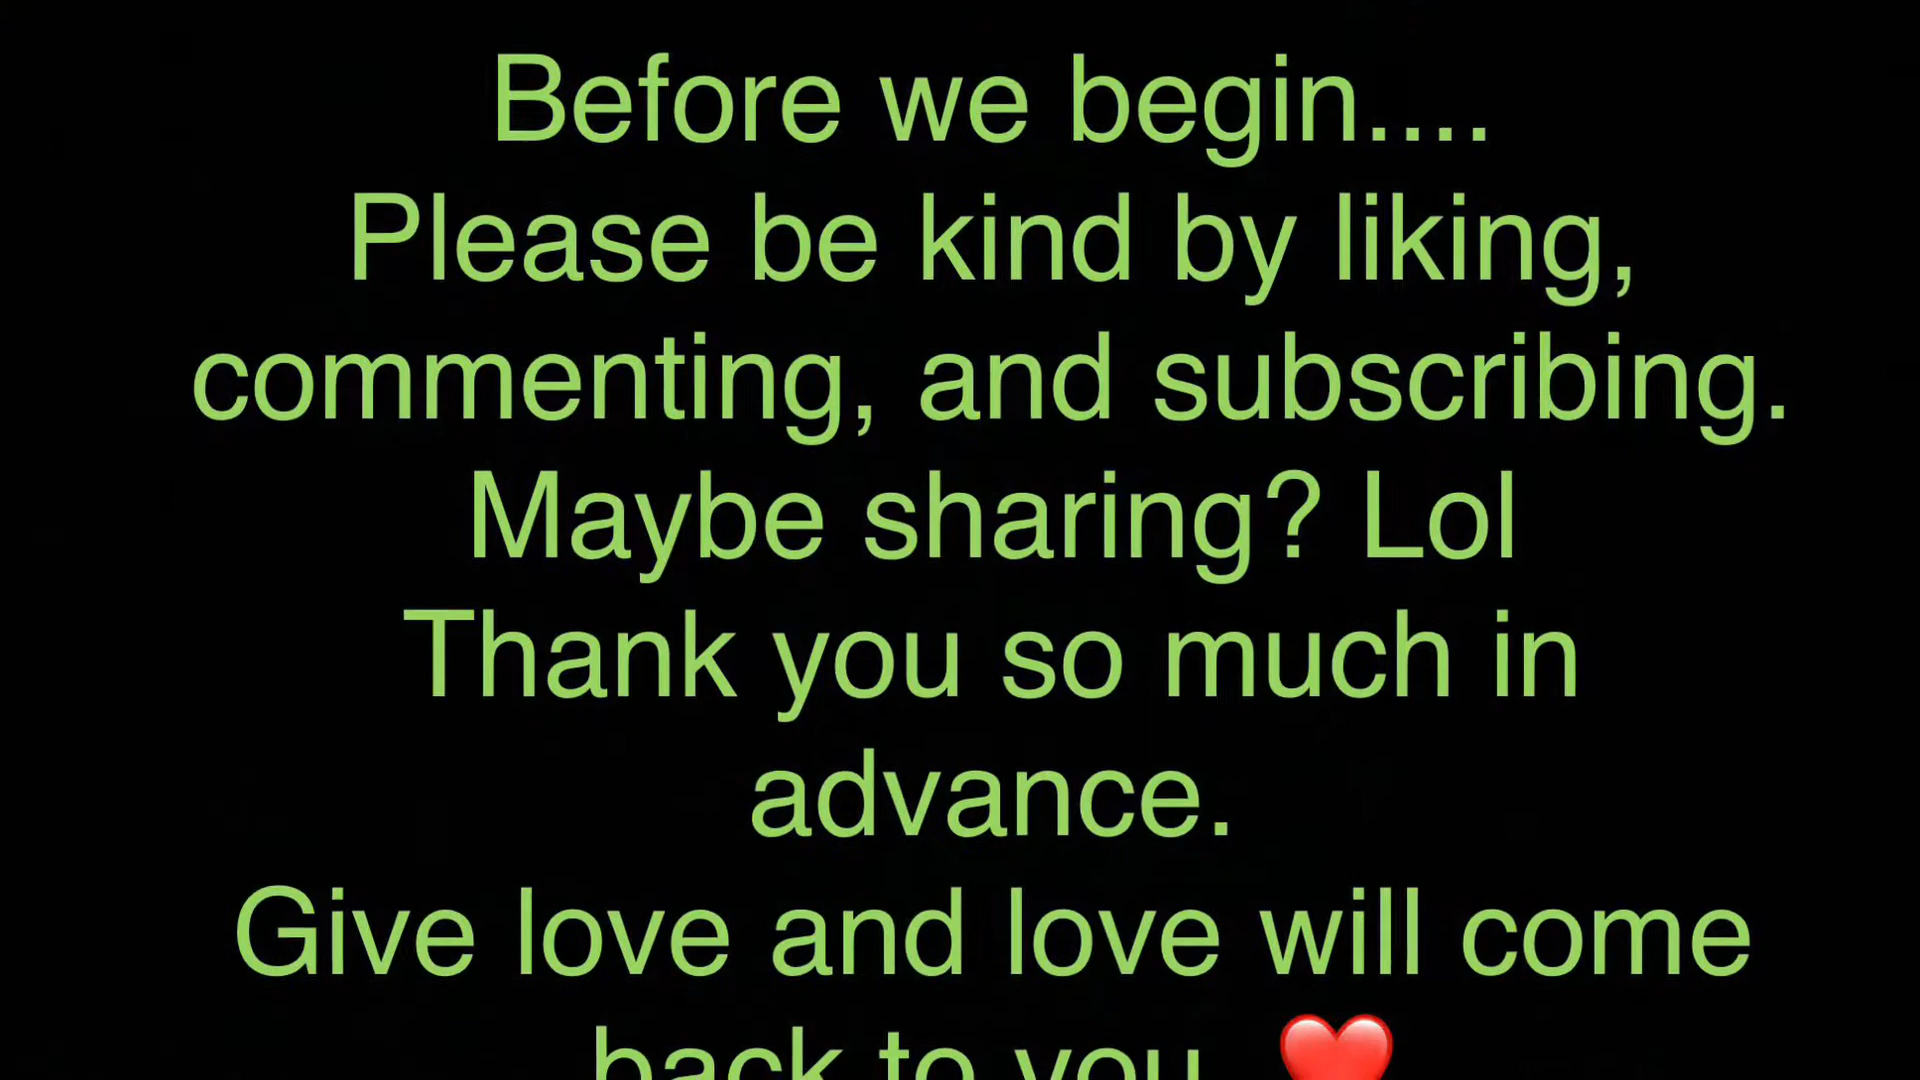 Before we begin....
Please be kind by liking,
commenting, and subscribing.
Maybe sharing? Lol
Thank you so much in
advance.
Give love and love will come
back to you. ❤️